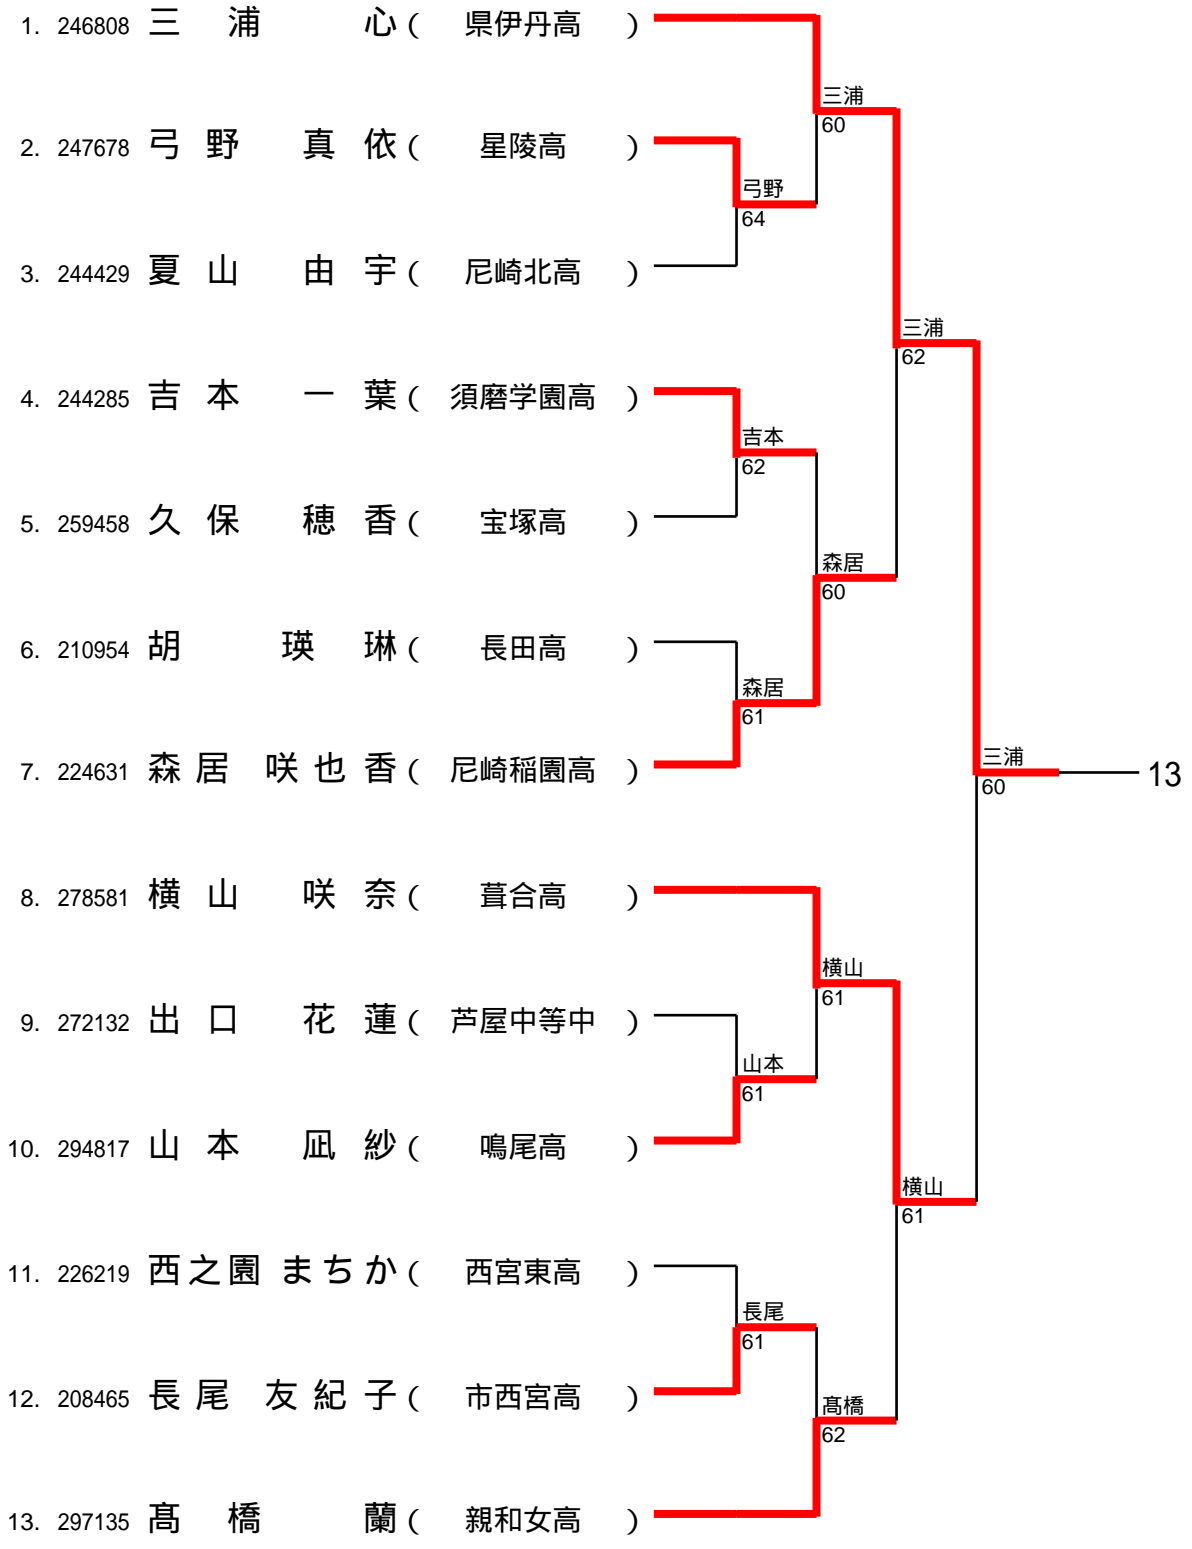 1. 246808 三浦 心 ( 県伊丹高 )
三浦
60
2. 247678 弓野 真依 ( 星陵高 )
弓野
64
3. 244429 夏山 由宇 ( 尼崎北高 )
三浦
62
4. 244285 吉本 一葉 ( 須磨学園高 )
吉本
62
5. 259458 久保 穂香 ( 宝塚高 )
森居
60
6. 210954 胡 瑛琳 ( 長田高 )
森居
61
7. 224631 森居 咲也香 ( 尼崎稲園高 )
三浦
60
13
8. 278581 横山 咲奈 ( 葺合高 )
横山
61
9. 272132 出口 花蓮 ( 芦屋中等中 )
山本
61
10. 294817 山本 凪紗 ( 鳴尾高 )
横山
61
11. 226219 西之園 まちか ( 西宮東高 )
長尾
61
12. 208465 長尾 友紀子 ( 市西宮高 )
髙橋
62
13. 297135 髙橋 蘭 ( 親和女高 )